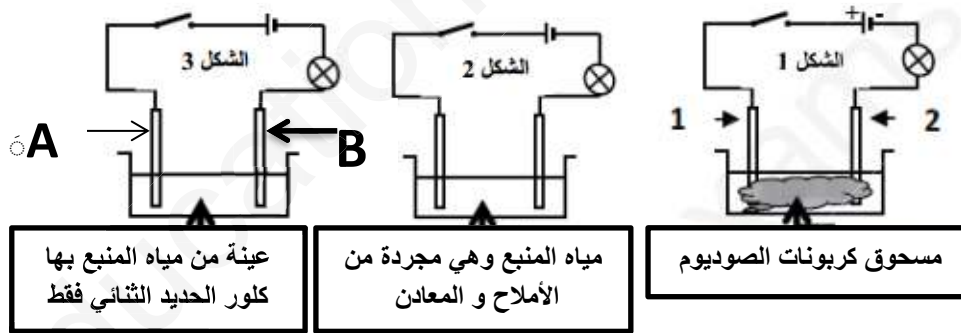 الشكل 1
+ -
1
2
مسحوق كربونات الصوديوم
الشكل 2
مياه المنبع وهي مجردة من
الأملاح و المعادن
الشكل 3
A
B
عينة من مياه المنبع بها
كلور الحديد الثنائي فقط